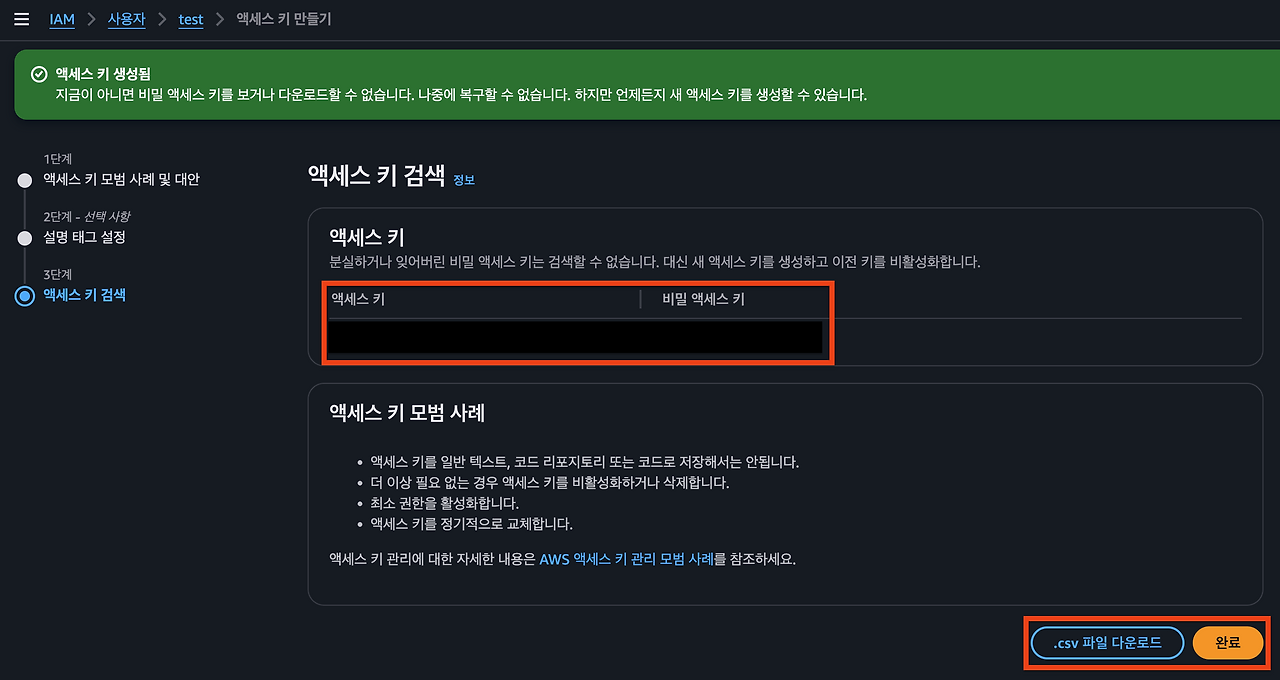 IAM > 사용자 > test > 액세스 키 만들기
액세스 키 생성됨
지금이 아니면 비밀 액세스 키를 보거나 다운로드할 수 없습니다. 나중에 복구할 수 없습니다. 하지만 언제든지 새 액세스 키를 생성할 수 있습니다.
1단계
액세스 키 모범 사례 및 대안
2단계 - 선택 사항
설명 태그 설정
3단계
액세스 키 검색
액세스 키 검색 정보
액세스 키
분실하거나 잊어버린 비밀 액세스 키는 검색할 수 없습니다. 대신 새 액세스 키를 생성하고 이전 키를 비활성화합니다.
액세스 키 비밀 액세스 키
액세스 키 모범 사례
• 액세스 키를 일반 텍스트, 코드 리포지토리 또는 코드로 저장해서는 안됩니다.
• 더 이상 필요 없는 경우 액세스 키를 비활성화하거나 삭제합니다.
• 최소 권한을 활성화합니다.
• 액세스 키를 정기적으로 교체합니다.
액세스 키 관리에 대한 자세한 내용은 AWS 액세스 키 관리 모범 사례를 참조하세요.
.csv 파일 다운로드 완료